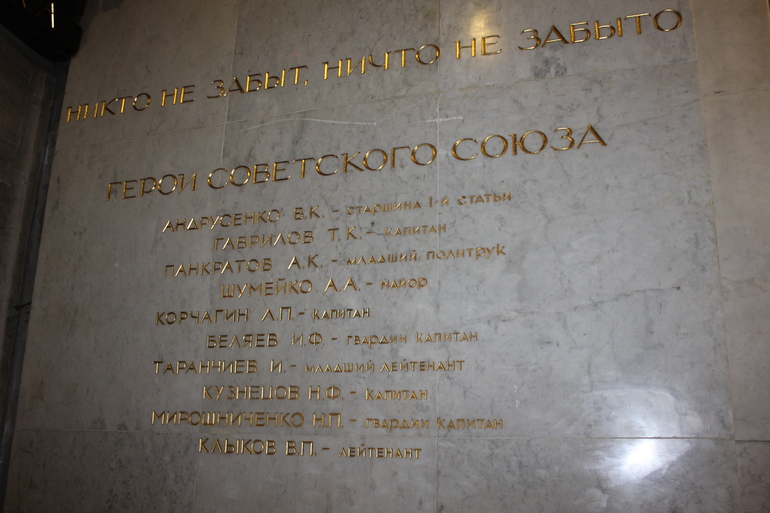 НИКТО НЕ ЗАБЫТ, НИЧТО НЕ ЗАБЫТО
ГЕРОИ СОВЕТСКОГО СОЮЗА
АНДРУСЕНКО В.К. – старшина 1-й статьи
ГАВРИЛОВ Т.К. – капитан
ПАНКРАТОВ А.К. – младший политрук
ШУМЕЙКО А.А. – майор
КОРЧАГИН Л.П. – капитан
БЕЛЯЕВ И.Ф. – гвардии капитан
ТАРАНЧИЕВ И. – младший лейтенант
КУЗНЕЦОВ Н.Ф. – капитан
МИРОШНИЧЕНКО Н.П. – гвардии капитан
КЛЫКОВ В.П. – лейтенант